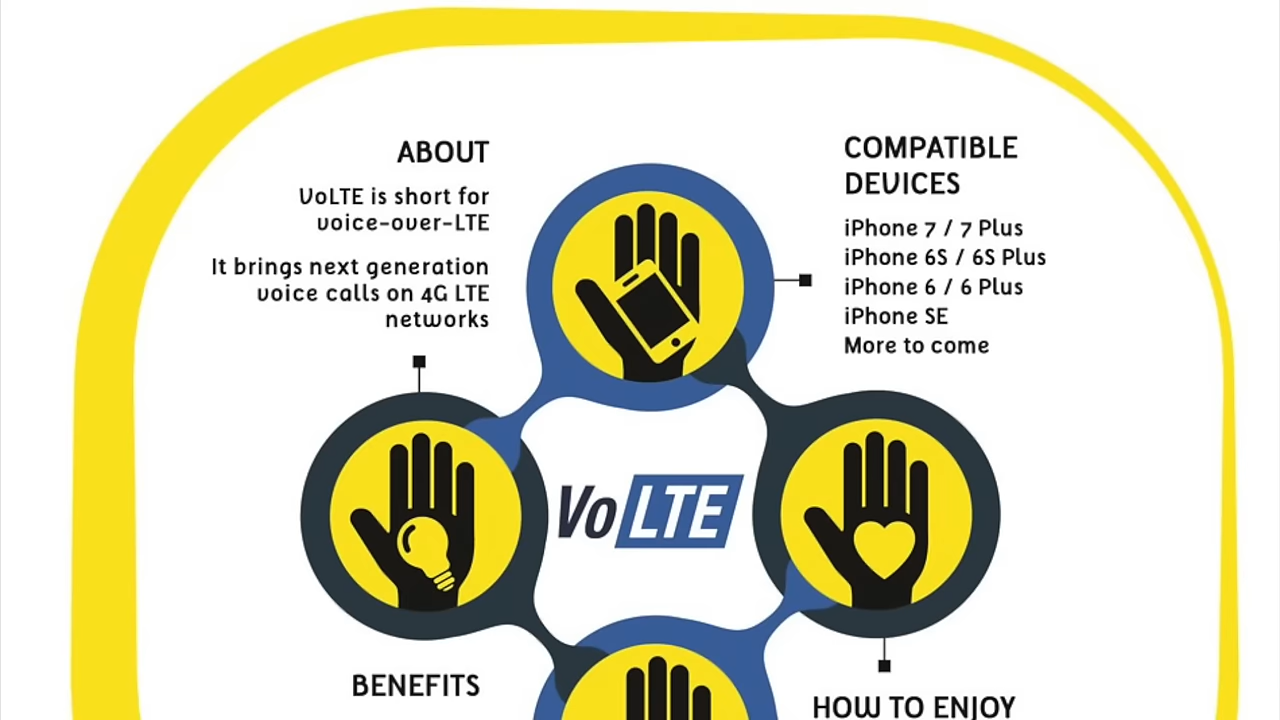 ABOUT
VoLTE is short for
voice-over-LTE
It brings next generation
voice calls on 4G LTE
networks
COMPATIBLE
DEVICES
iPhone 7 / 7 Plus
iPhone 6S / 6S Plus
iPhone 6 / 6 Plus
iPhone SE
More to come
VoLTE
BENEFITS
HOW TO ENJOY